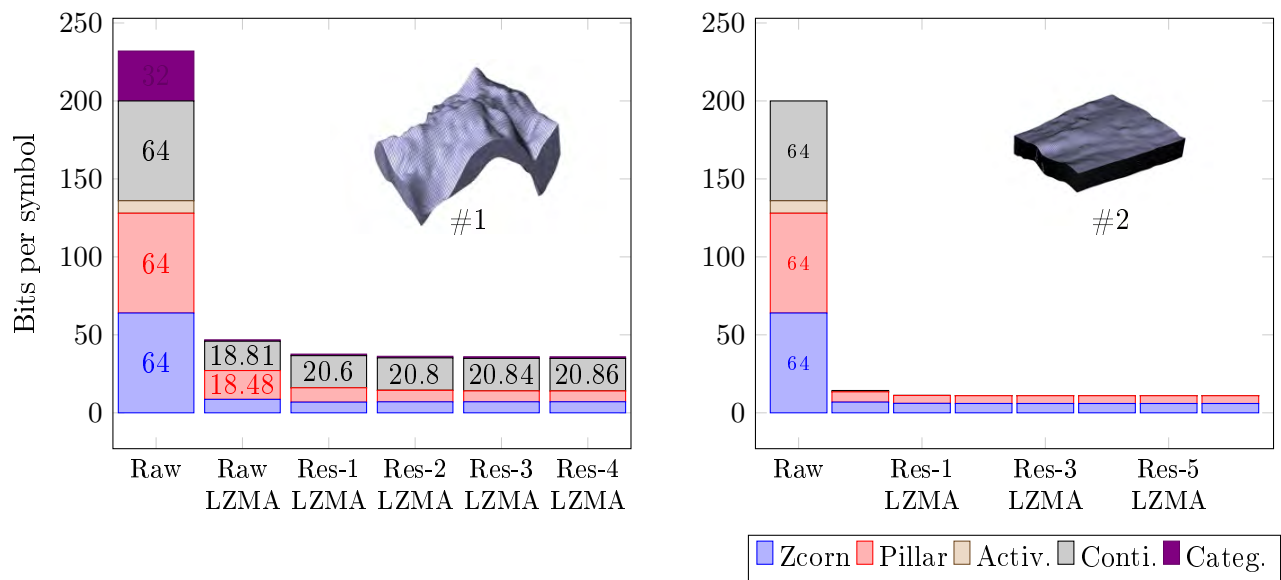 Bits per symbol
250
200
150
100
50
0
32
64
64
64
18.81
18.48
20.6
20.8
20.84
20.86
#1
Raw
Raw LZMA
Res-1 LZMA
Res-2 LZMA
Res-3 LZMA
Res-4 LZMA
250
200
150
100
50
0
64
64
64
#2
Raw
Res-1 LZMA
Res-3 LZMA
Res-5 LZMA
Zcorn Pillar Activ. Conti. Categ.